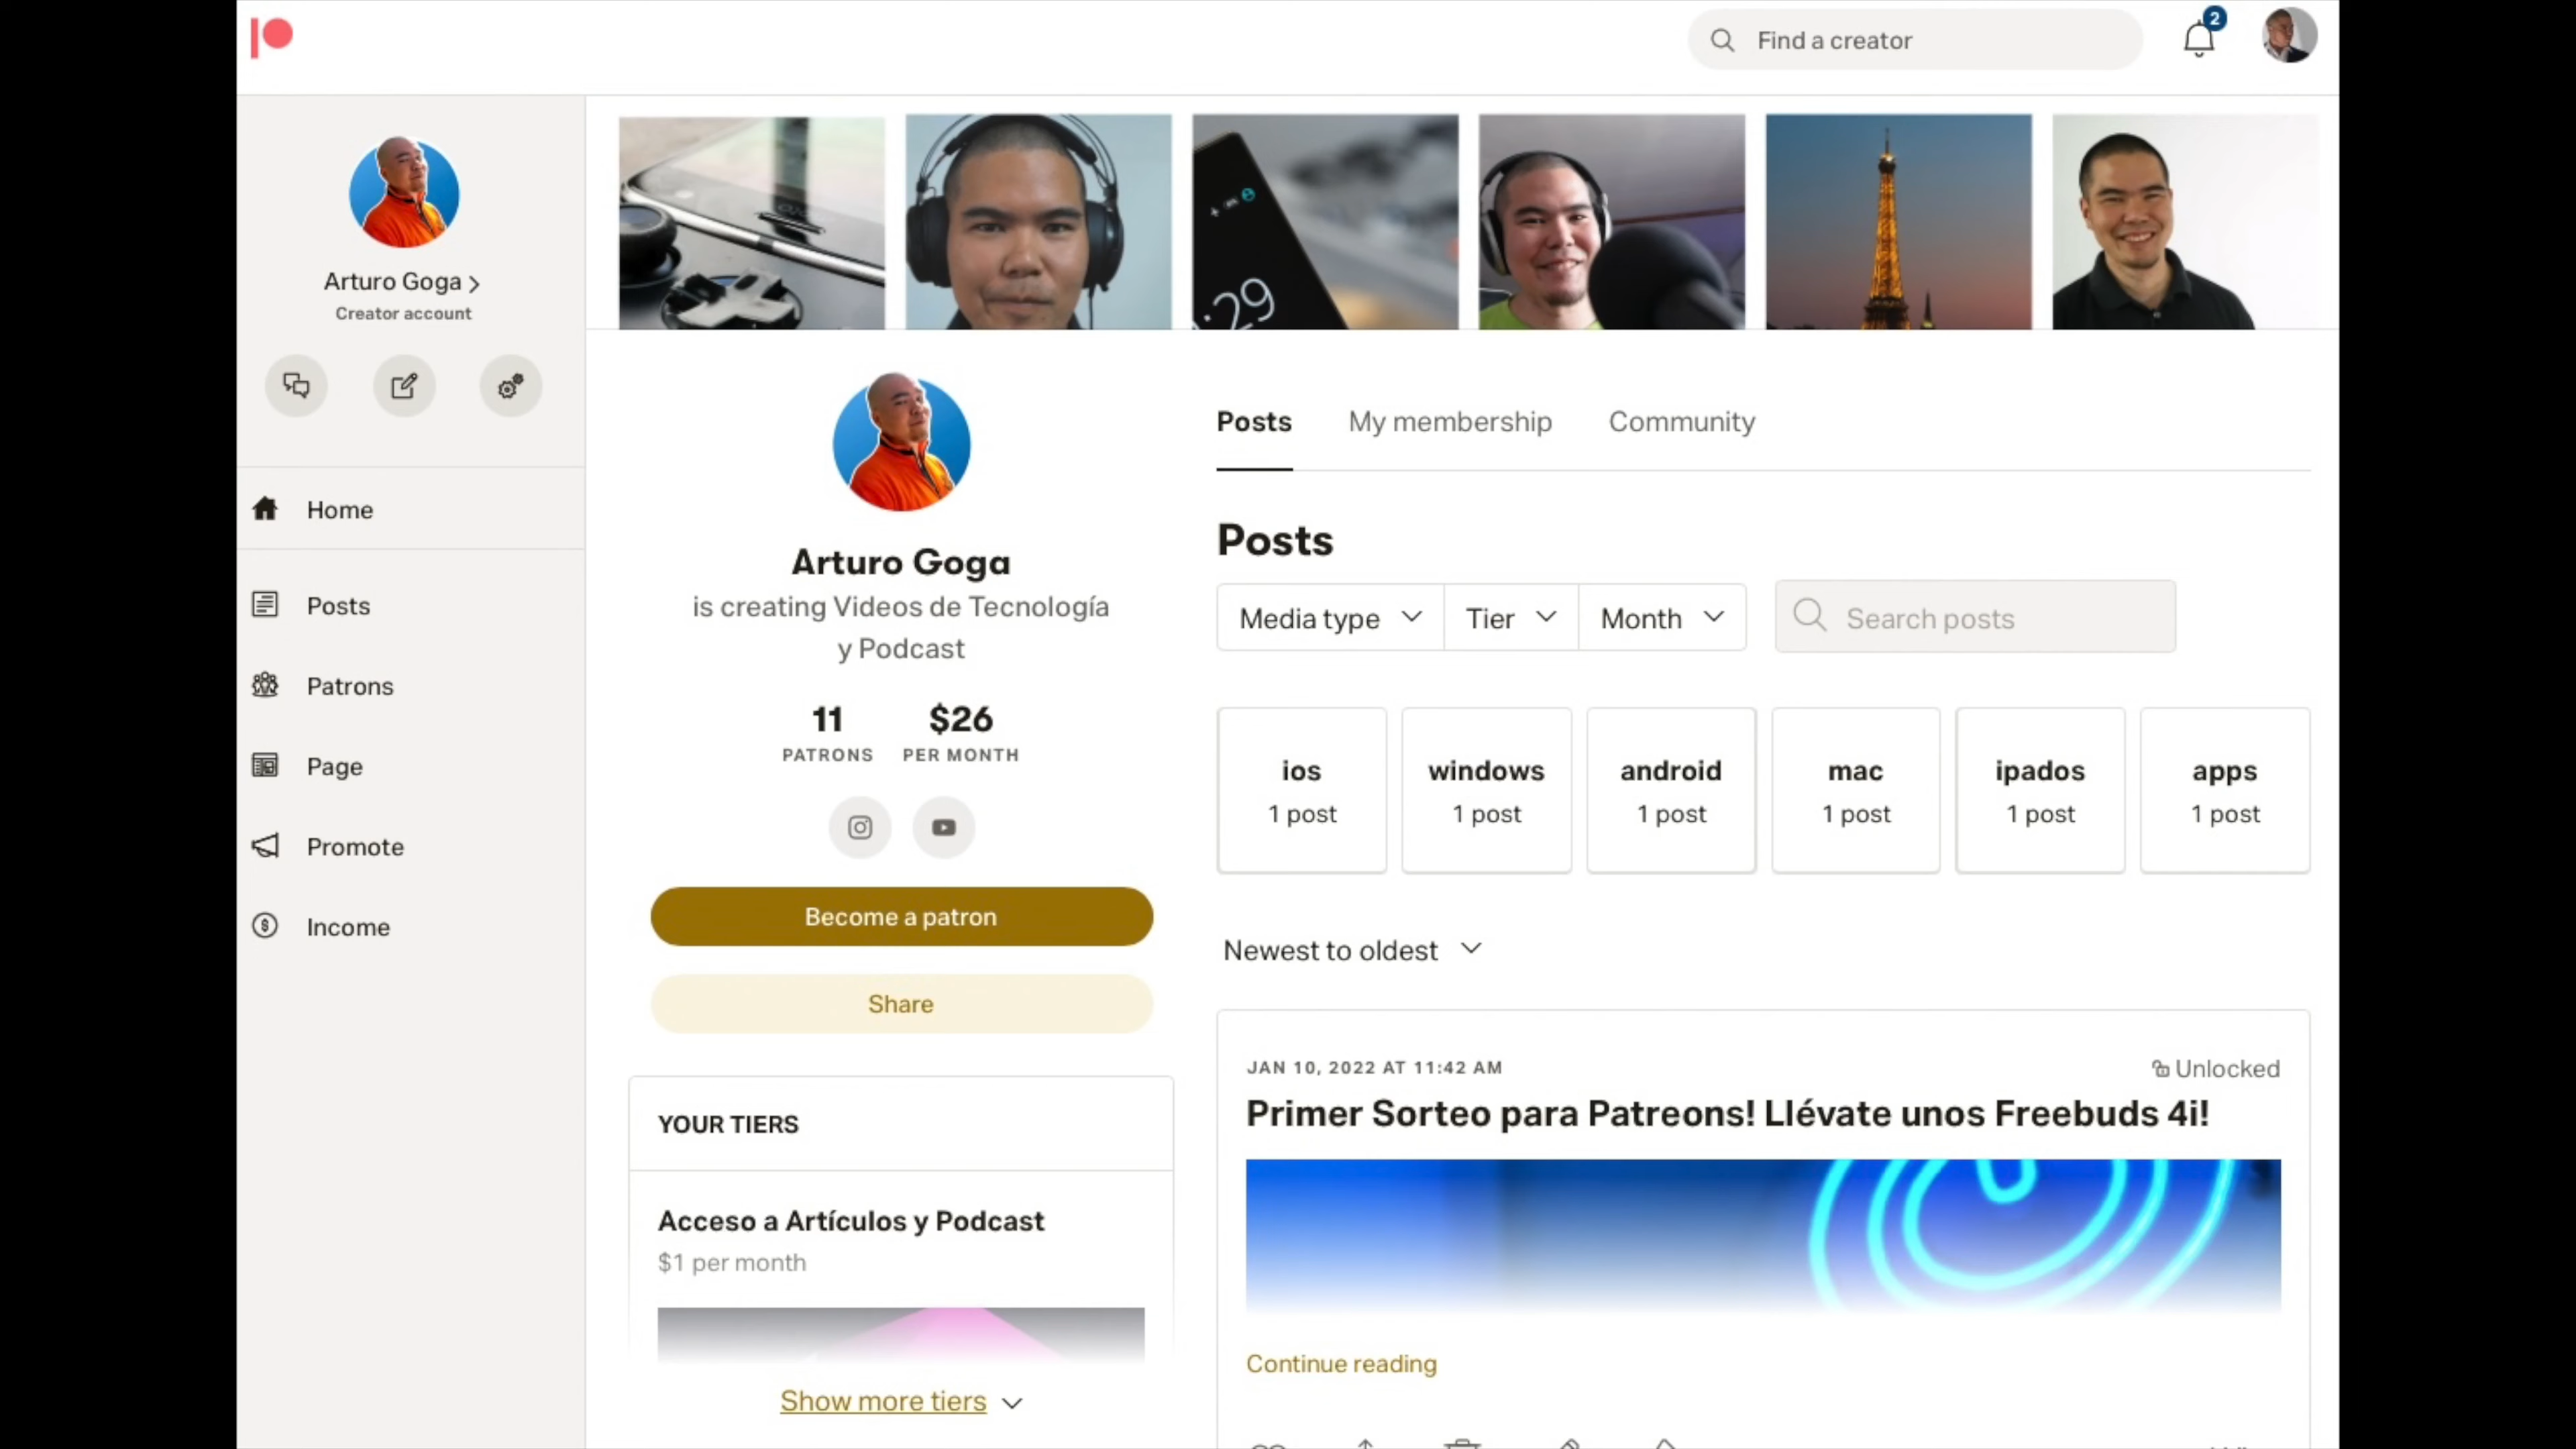 Find a creator
2
Arturo Goga
Creator account
Home
Posts
Patrons
Page
Promote
Income
:29
Arturo Goga
is creating Videos de Tecnología
y Podcast
11
PATRONS
$26
PER MONTH
Become a patron
Share
YOUR TIERS
Acceso a Artículos y Podcast
$1 per month
Show more tiers
Posts
My membership
Community
Posts
Media type
Tier
Month
Search posts
ios
1 post
windows
1 post
android
1 post
mac
1 post
ipados
1 post
apps
1 post
Newest to oldest
JAN 10, 2022 AT 11:42 AM
Unlocked
Primer Sorteo para Patreons! Llévate unos Freebuds 4i!
Continue reading